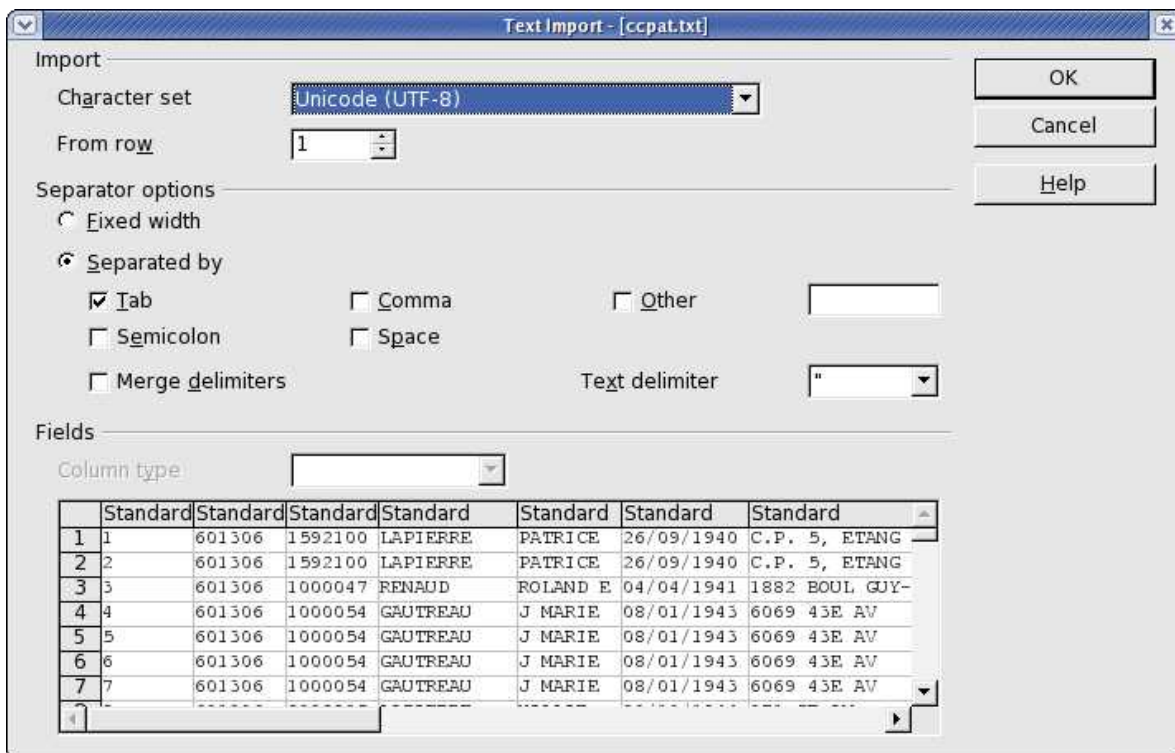 Text Import - [ccpat.txt]
Import
Character set Unicode (UTF-8)
From row 1
OK
Cancel
Help
Separator options
Fixed width
Separated by
Tab Comma Other
Semicolon Space
Merge delimiters Text delimiter "
Fields
Column type
Standard Standard Standard Standard Standard Standard Standard
1 1 601306 1592100 LAPIERRE PATRICE 26/09/1940 C.P. 5, ETANG
2 2 601306 1592100 LAPIERRE PATRICE 26/09/1940 C.P. 5, ETANG
3 3 601306 1000047 RENAUD ROLAND E 04/04/1941 1882 BOUL GUY-
4 4 601306 1000054 GAUTREAU J MARIE 08/01/1943 6069 43E AV
5 5 601306 1000054 GAUTREAU J MARIE 08/01/1943 6069 43E AV
6 6 601306 1000054 GAUTREAU J MARIE 08/01/1943 6069 43E AV
7 7 601306 1000054 GAUTREAU J MARIE 08/01/1943 6069 43E AV